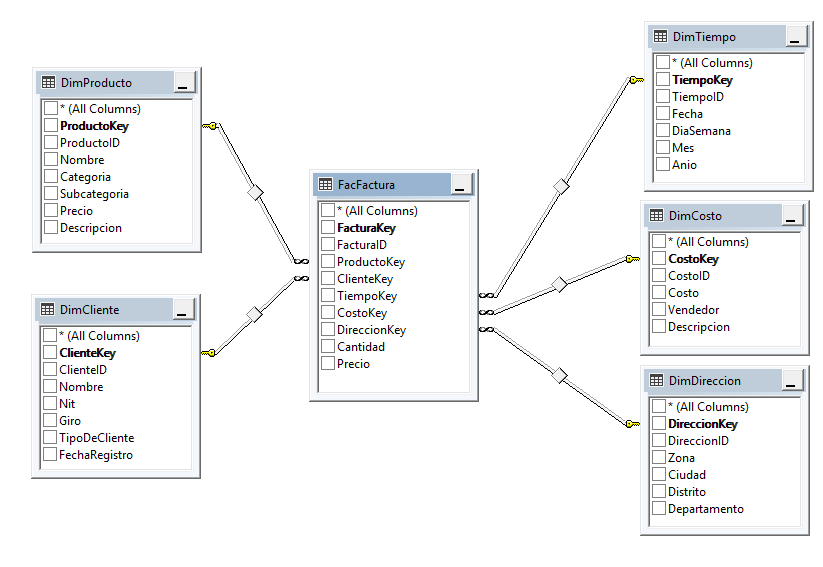 DimProducto
* (All Columns)
ProductoKey
ProductoID
Nombre
Categoria
Subcategoria
Precio
Descripcion
DimCliente
* (All Columns)
ClienteKey
ClienteID
Nombre
Nit
Giro
TipoDeCliente
FechaRegistro
FacFactura
* (All Columns)
FacturaKey
FacturaID
ProductoKey
ClienteKey
TiempoKey
CostoKey
DireccionKey
Cantidad
Precio
DimTiempo
* (All Columns)
TiempoKey
TiempoID
Fecha
DiaSemana
Mes
Anio
DimCosto
* (All Columns)
CostoKey
CostoID
Costo
Vendedor
Descripcion
DimDireccion
* (All Columns)
DireccionKey
DireccionID
Zona
Ciudad
Distrito
Departamento